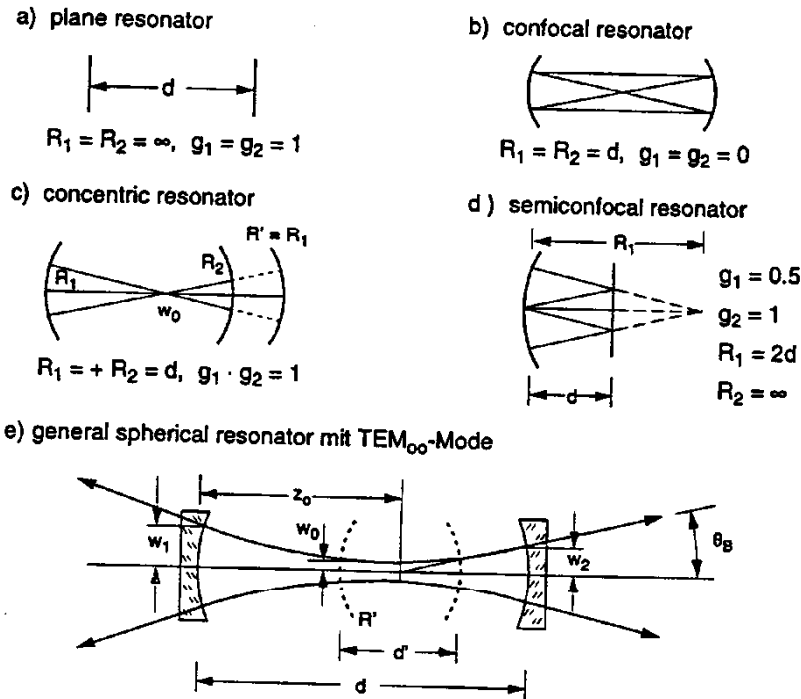 a) plane resonator
d
R₁ = R₂ = ∞, g₁ = g₂ = 1
b) confocal resonator
R₁ = R₂ = d, g₁ = g₂ = 0
c) concentric resonator
R' = R₁
R₁
R₂
w₀
R₁ = + R₂ = d, g₁ · g₂ = 1
d ) semiconfocal resonator
R₁
g₁ = 0.5
g₂ = 1
R₁ = 2d
R₂ = ∞
d
e) general spherical resonator mit TEM₀₀-Mode
z₀
w₁
w₀
w₂
θ_B
R'
d'
d